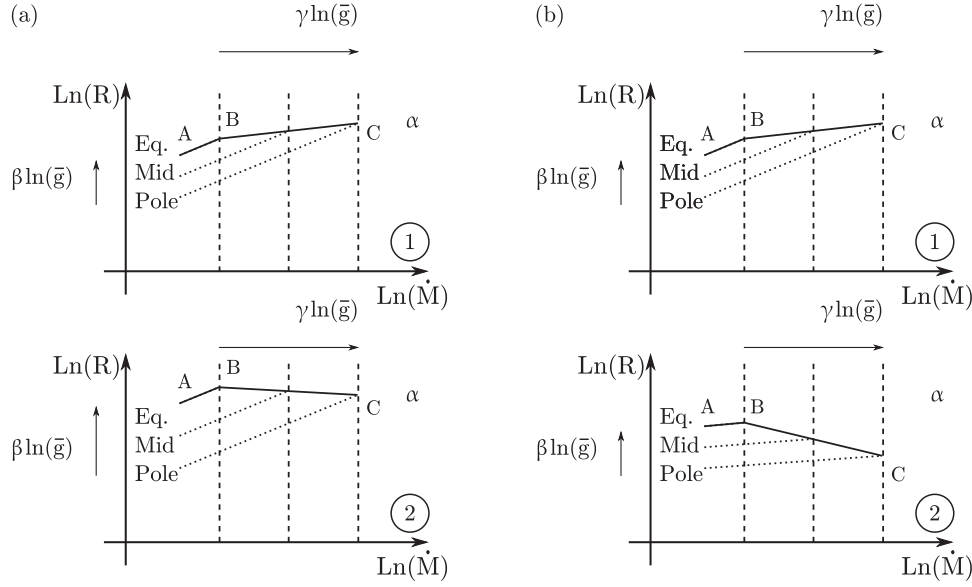 (a)
γ ln(g̅)
Ln(R)
A
B
C
α
Eq.
Mid
Pole
β ln(g̅)
1
Ln(Ṁ)
γ ln(g̅)
Ln(R)
A
B
C
α
Eq.
Mid
Pole
β ln(g̅)
2
Ln(Ṁ)
(b)
γ ln(g̅)
Ln(R)
A
B
C
α
Eq.
Mid
Pole
β ln(g̅)
1
Ln(Ṁ)
γ ln(g̅)
Ln(R)
A
B
C
α
Eq.
Mid
Pole
β ln(g̅)
2
Ln(Ṁ)